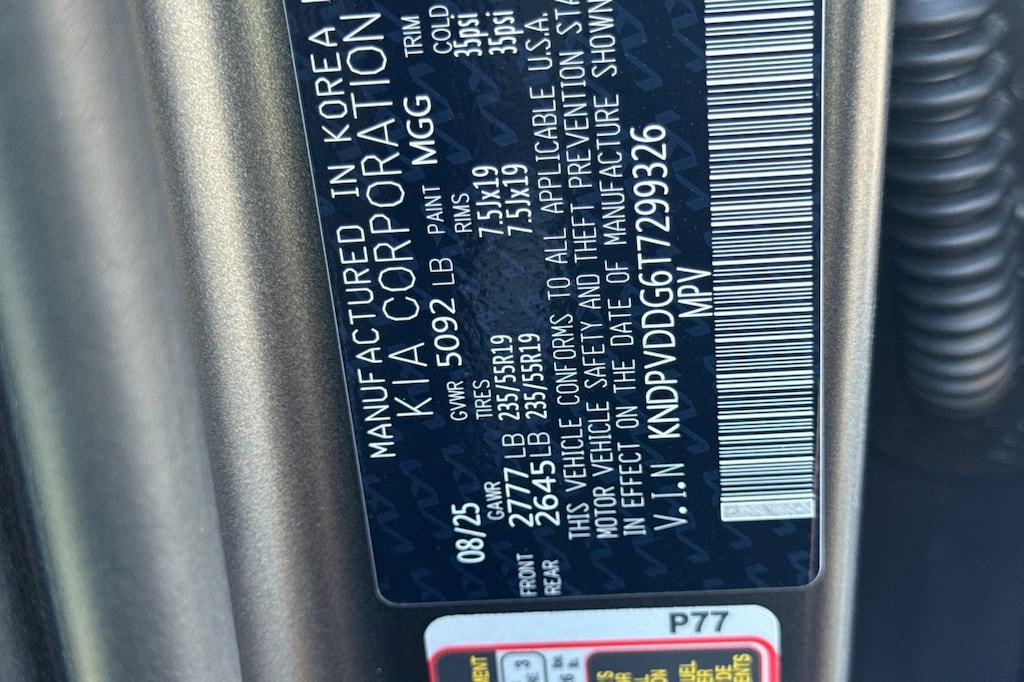 MANUFACTURED IN KOREA
KIA CORPORATION
08/25 GVWR 5092 LB PAINT MGG TRIM
GAWR TIRES RIMS COLD
FRONT 2777 LB 235/55R19 7.5Jx19 35psi
REAR 2645 LB 235/55R19 7.5Jx19 35psi
THIS VEHICLE CONFORMS TO ALL APPLICABLE U.S.A.
MOTOR VEHICLE SAFETY AND THEFT PREVENTION STA
IN EFFECT ON THE DATE OF MANUFACTURE SHOWN
V.I.N KNDPVDDG6T7299326
MPV
P77